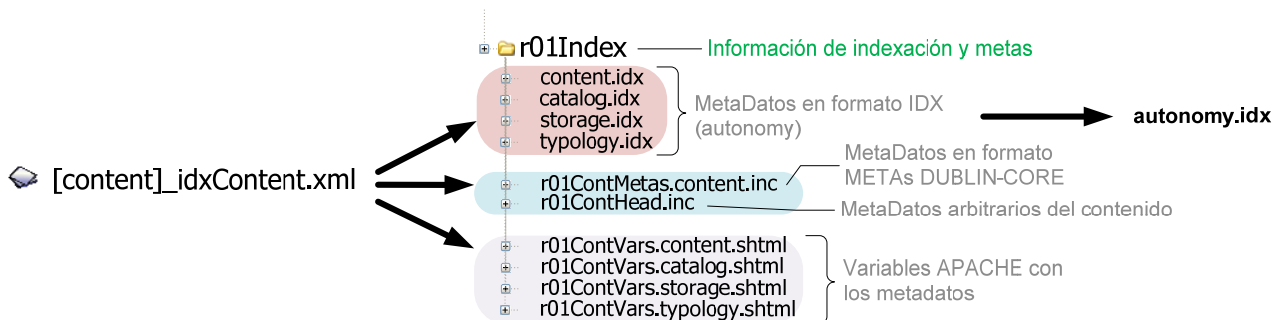 r01Index
Información de indexación y metas
content.idx
catalog.idx
storage.idx
typology.idx
MetaDatos en formato IDX
(autonomy)
autonomy.idx
[content]_idxContent.xml
r01ContMetas.content.inc
r01ContHead.inc
MetaDatos en formato
METAs DUBLIN-CORE
MetaDatos arbitrarios del contenido
r01ContVars.content.shtml
r01ContVars.catalog.shtml
r01ContVars.storage.shtml
r01ContVars.typology.shtml
Variables APACHE con
los metadatos